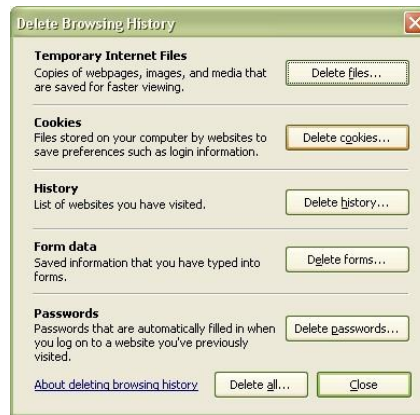 Delete Browsing History
Temporary Internet Files
Copies of webpages, images, and media that
are saved for faster viewing.
Delete files...
Cookies
Files stored on your computer by websites to
save preferences such as login information.
Delete cookies...
History
List of websites you have visited.
Delete history...
Form data
Saved information that you have typed into
forms.
Delete forms...
Passwords
Passwords that are automatically filled in when
you log on to a website you've previously
visited.
Delete passwords...
About deleting browsing history
Delete all...
Close